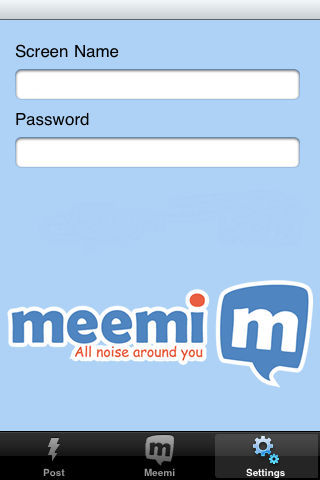 Screen Name
Password
meemi m
All noise around you
m
Post Meemi Settings